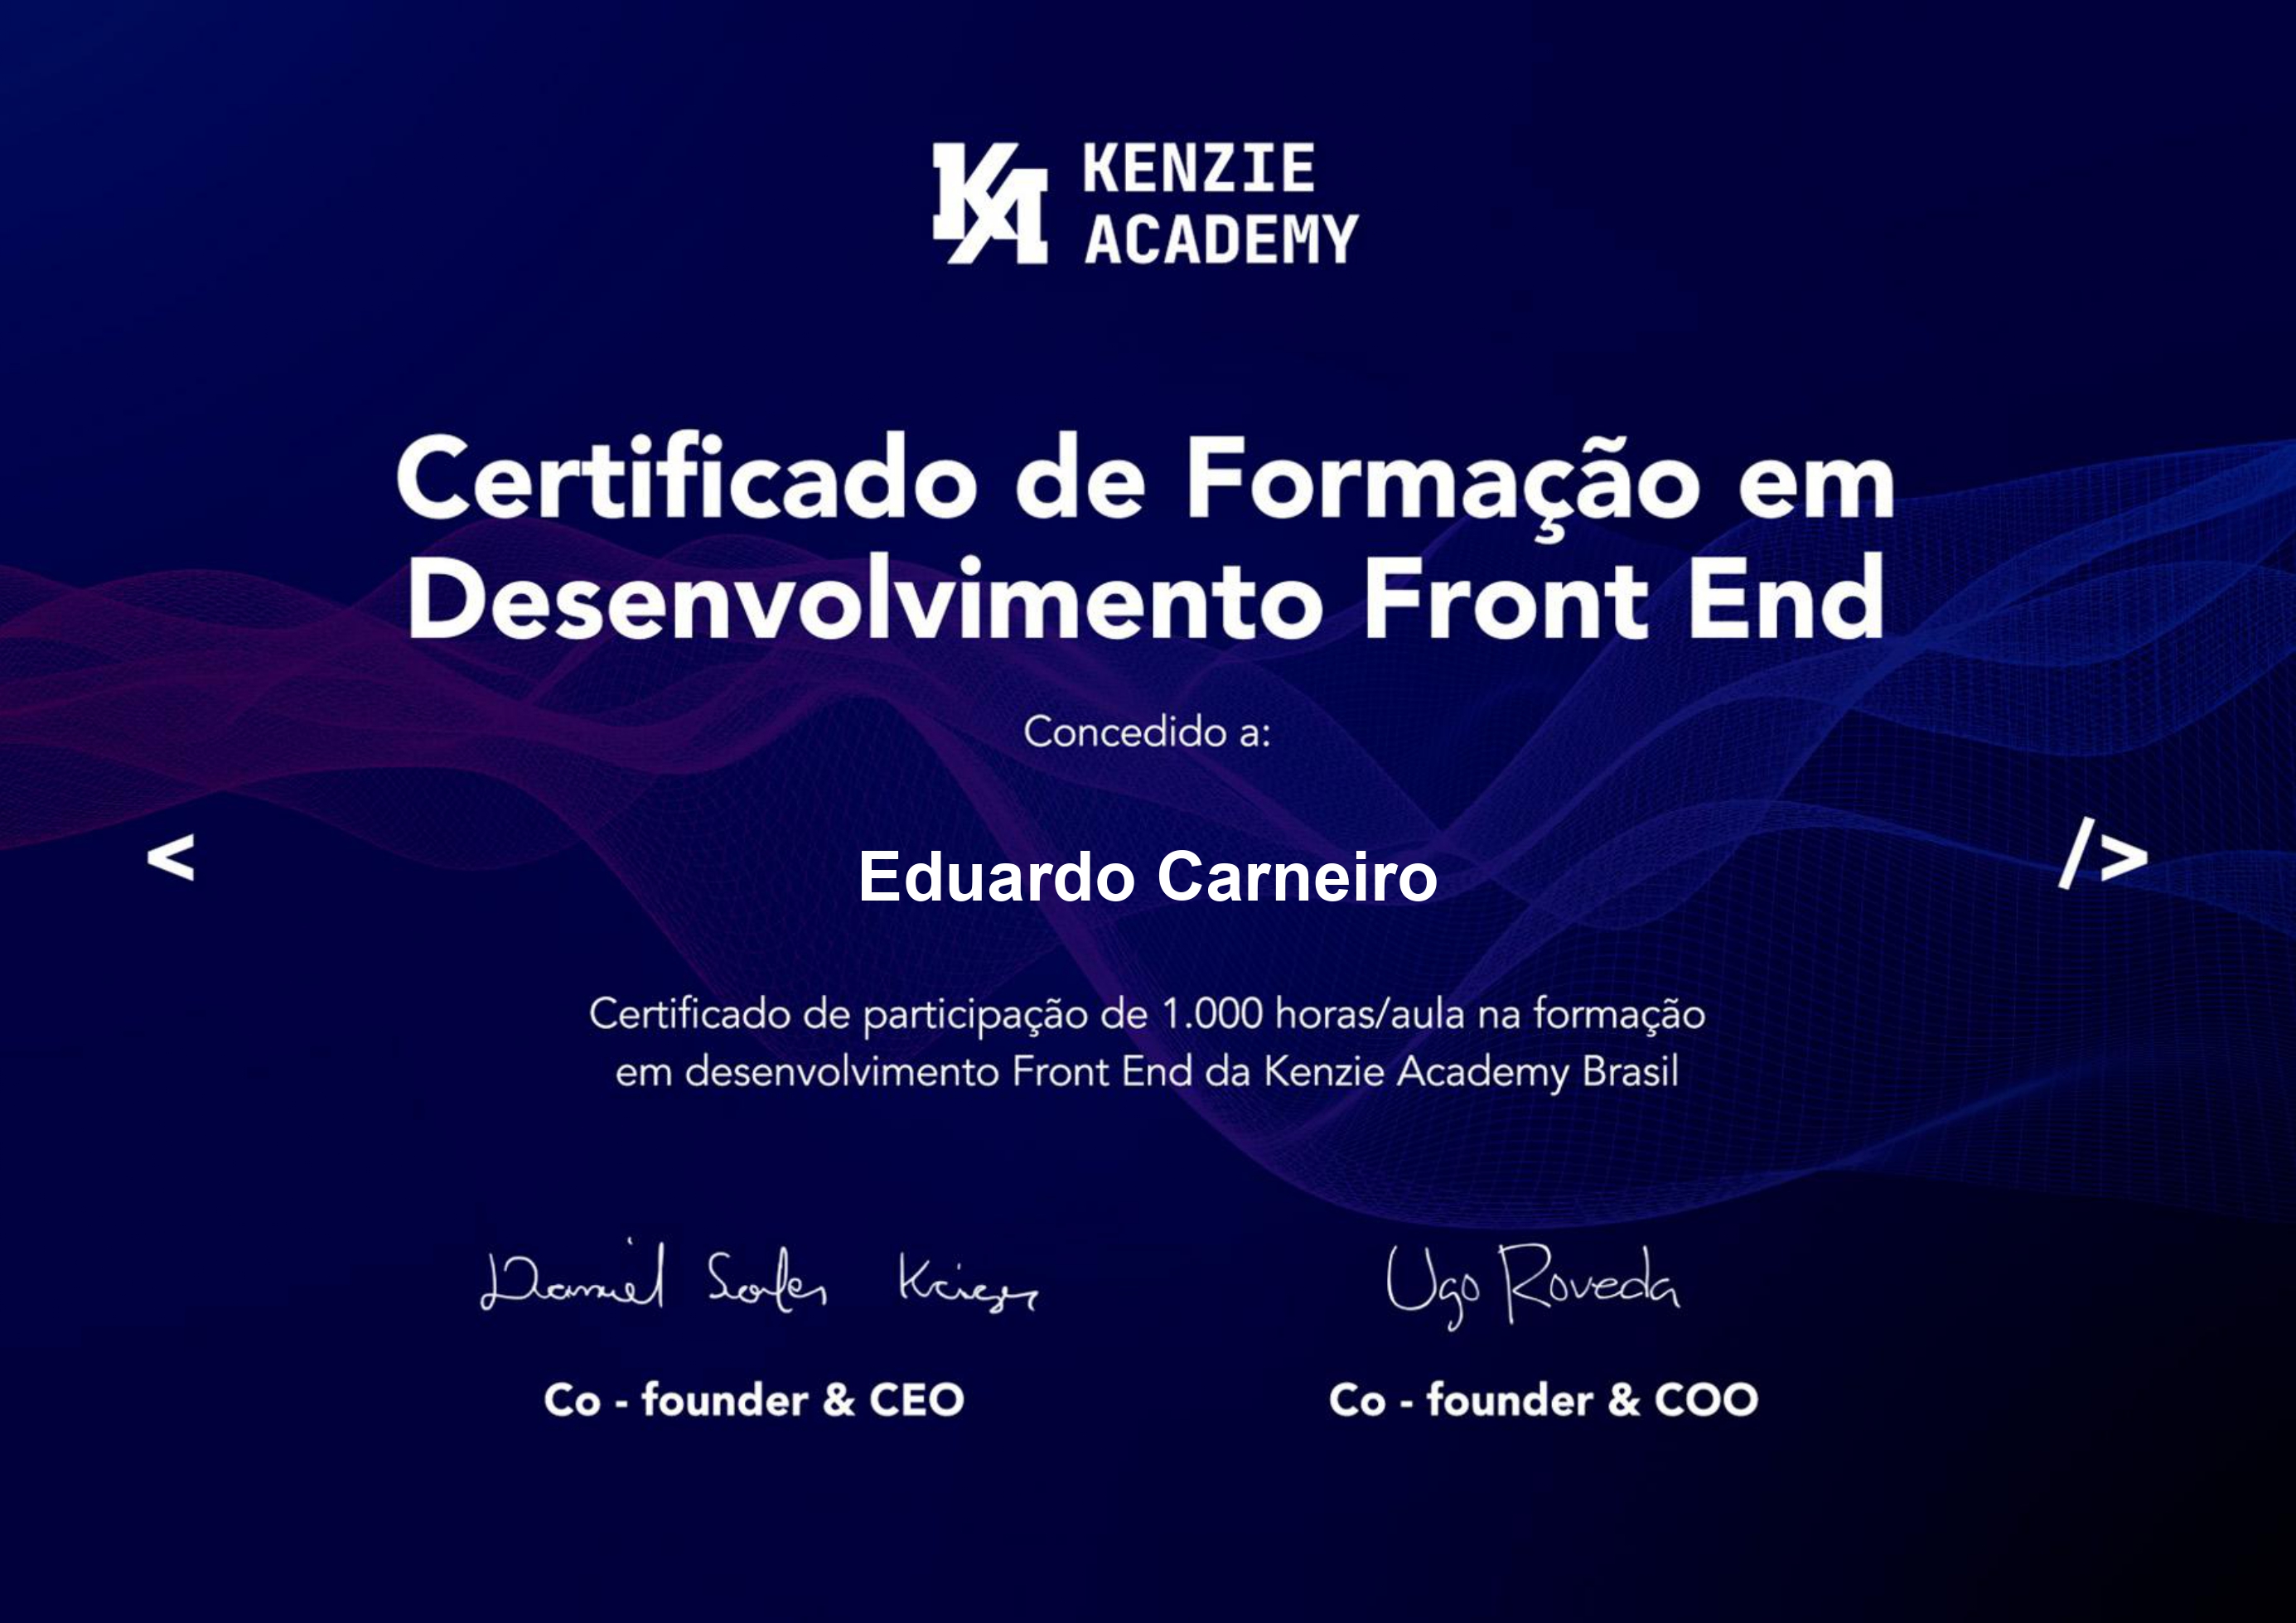 KENZIE
ACADEMY
Certificado de Formação em
Desenvolvimento Front End
Concedido a:
< />
Eduardo Carneiro
Certificado de participação de 1.000 horas/aula na formação
em desenvolvimento Front End da Kenzie Academy Brasil
Daniel Kriger Ugo Roveda
Co - founder & CEO Co - founder & COO